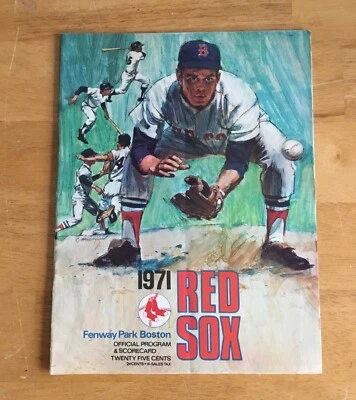 B
1971
RED
SOX
Fenway Park Boston
OFFICIAL PROGRAM
& SCORECARD
TWENTY FIVE CENTS